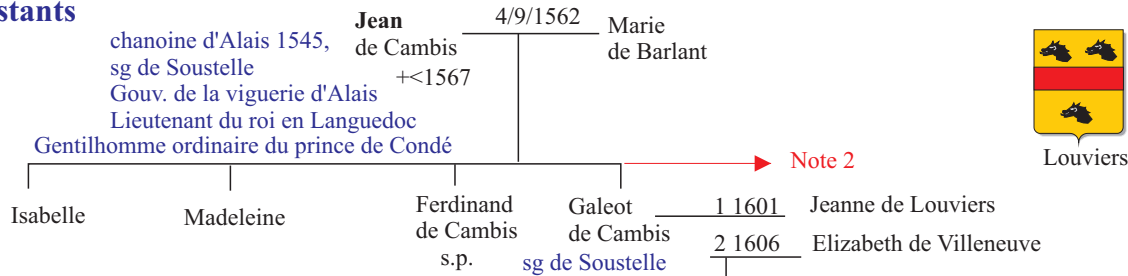 stants
chanoine d'Alais 1545,
sg de Soustelle
Gouv. de la viguerie d'Alais
Lieutenant du roi en Languedoc
Gentilhomme ordinaire du prince de Condé
Jean
de Cambis
+<1567
4/9/1562
Marie
de Barlant
Louviers
Note 2
Isabelle
Madeleine
Ferdinand
de Cambis
s.p.
Galeot
de Cambis
sg de Soustelle
1 1601 Jeanne de Louviers
2 1606 Elizabeth de Villeneuve